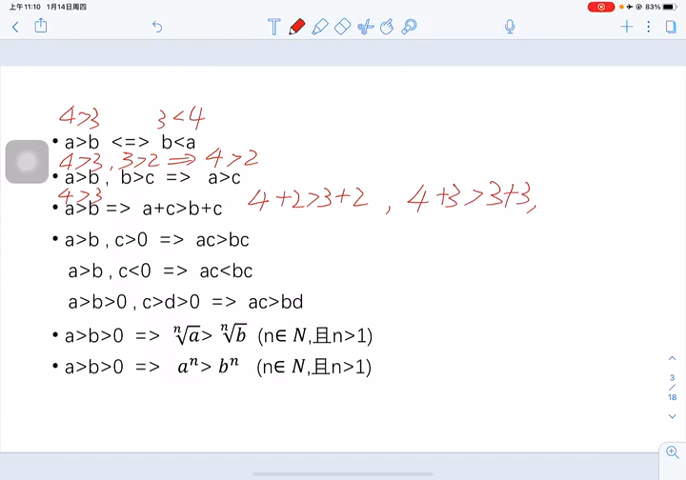 上午11:10 1月14日周四
83%
4>3 3<4
• a>b <=> b<a
4>3, 3>2 => 4>2
• a>b , b>c => a>c
4>3
• a>b => a+c>b+c 4+2>3+2 , 4+3>3+3,
• a>b , c>0 => ac>bc
a>b , c<0 => ac<bc
a>b>0 , c>d>0 => ac>bd
• a>b>0 => ⁿ√a> ⁿ√b (n∈ N,且n>1)
• a>b>0 => aⁿ> bⁿ (n∈ N,且n>1)
3
/
18